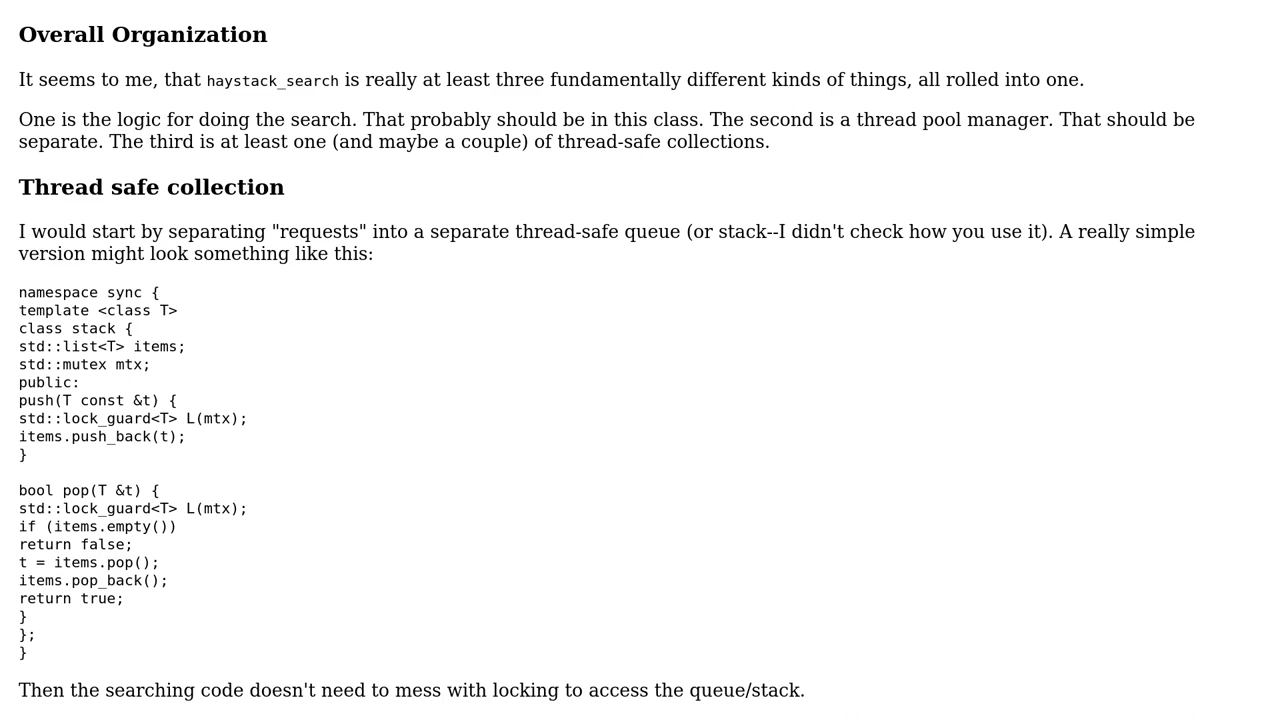 Overall Organization
It seems to me, that haystack_search is really at least three fundamentally different kinds of things, all rolled into one.
One is the logic for doing the search. That probably should be in this class. The second is a thread pool manager. That should be
separate. The third is at least one (and maybe a couple) of thread-safe collections.
Thread safe collection
I would start by separating "requests" into a separate thread-safe queue (or stack--I didn't check how you use it). A really simple
version might look something like this:
namespace sync {
template <class T>
class stack {
std::list<T> items;
std::mutex mtx;
public:
push(T const &t) {
std::lock_guard<T> L(mtx);
items.push_back(t);
}
bool pop(T &t) {
std::lock_guard<T> L(mtx);
if (items.empty())
return false;
t = items.pop();
items.pop_back();
return true;
}
};
}
Then the searching code doesn't need to mess with locking to access the queue/stack.